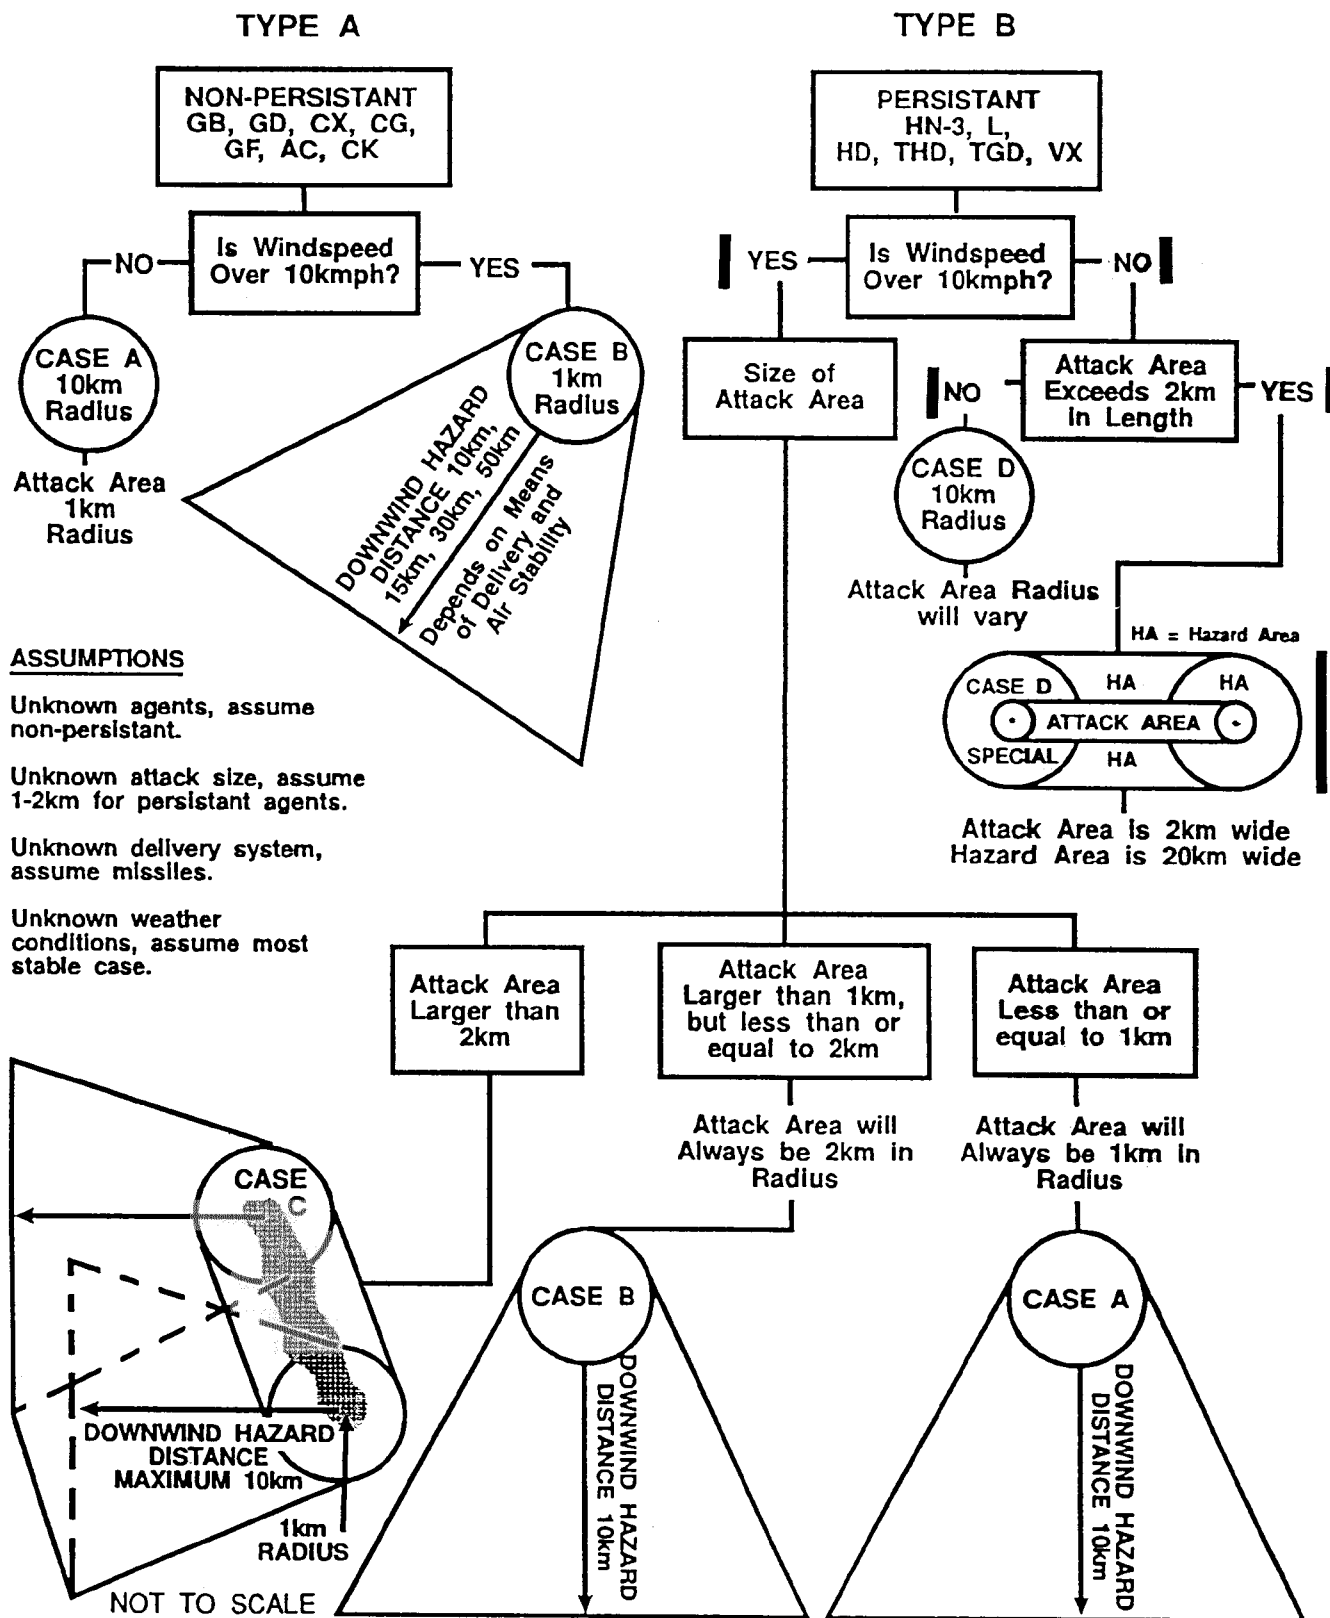 TYPE A
NON-PERSISTANT
GB, GD, CX, CG,
GF, AC, CK
Is Windspeed
Over 10kmph?
NO
YES
CASE A
10km
Radius
Attack Area
1km
Radius
CASE B
1km
Radius
DOWNWIND HAZARD
DISTANCE 10km,
15km, 30km, 50km
Depends on Means
of Delivery and
Air Stability
ASSUMPTIONS
Unknown agents, assume
non-persistant.
Unknown attack size, assume
1-2km for persistant agents.
Unknown delivery system,
assume missiles.
Unknown weather
conditions, assume most
stable case.
TYPE B
PERSISTANT
HN-3, L,
HD, THD, TGD, VX
Is Windspeed
Over 10kmph?
YES
NO
Size of
Attack Area
Attack Area
Exceeds 2km
in Length
NO
YES
CASE D
10km
Radius
Attack Area Radius
will vary
HA = Hazard Area
CASE D
HA
HA
ATTACK AREA
SPECIAL
HA
Attack Area is 2km wide
Hazard Area is 20km wide
Attack Area
Larger than
2km
Attack Area
Larger than 1km,
but less than or
equal to 2km
Attack Area
Less than or
equal to 1km
Attack Area will
Always be 2km in
Radius
Attack Area will
Always be 1km in
Radius
CASE
C
DOWNWIND HAZARD
DISTANCE
MAXIMUM 10km
1km
RADIUS
NOT TO SCALE
CASE B
DOWNWIND HAZARD
DISTANCE 10km
CASE A
DOWNWIND HAZARD
DISTANCE 10km